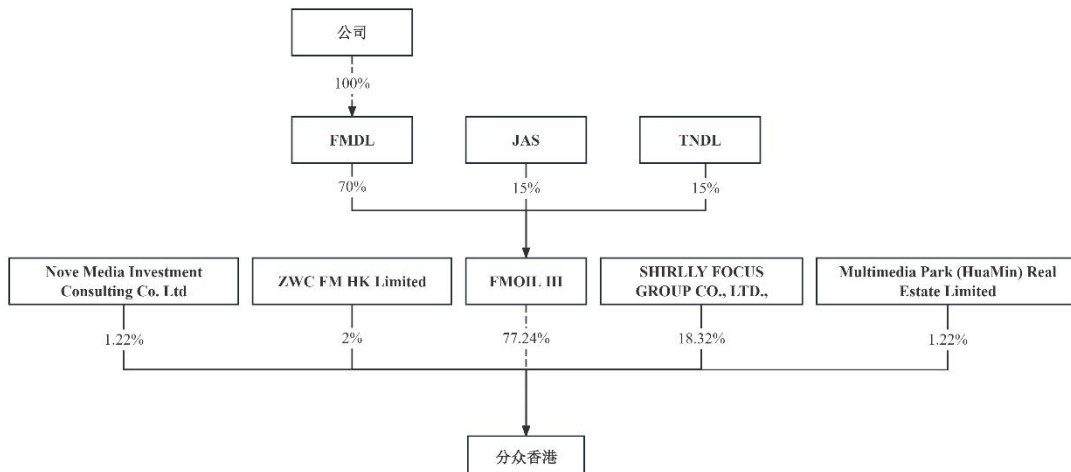 公司
100%
FMDL
JAS
TNDL
70%
15%
15%
Nove Media Investment
Consulting Co. Ltd
ZWC FM HK Limited
FMOIL III
SHIRLLY FOCUS
GROUP CO., LTD.,
Multimedia Park (HuaMin) Real
Estate Limited
1.22%
2%
77.24%
18.32%
1.22%
分众香港